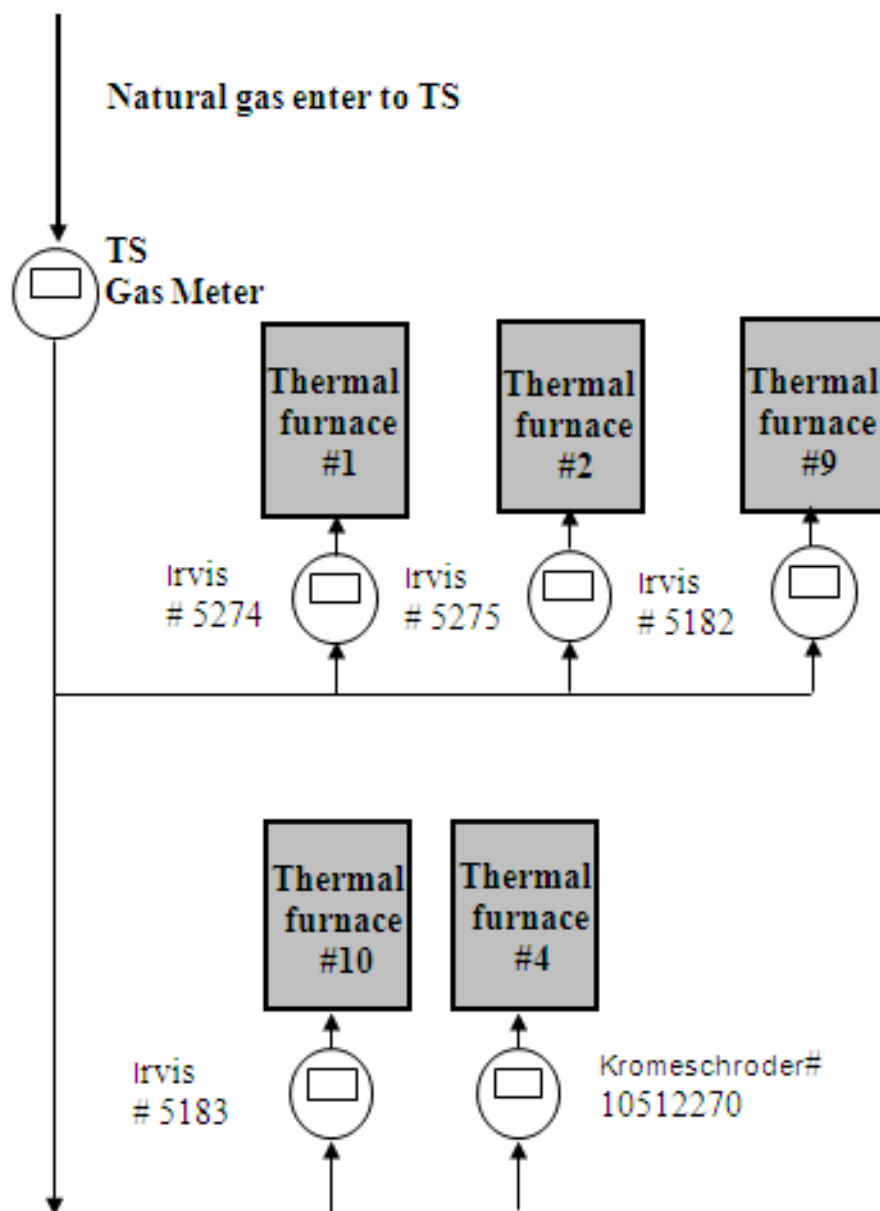 Natural gas enter to TS
TS
Gas Meter
Thermal
furnace
#1
Thermal
furnace
#2
Thermal
furnace
#9
Irvis
# 5274
Irvis
# 5275
Irvis
# 5182
Thermal
furnace
#10
Thermal
furnace
#4
Irvis
# 5183
Kromeschroder#
10512270